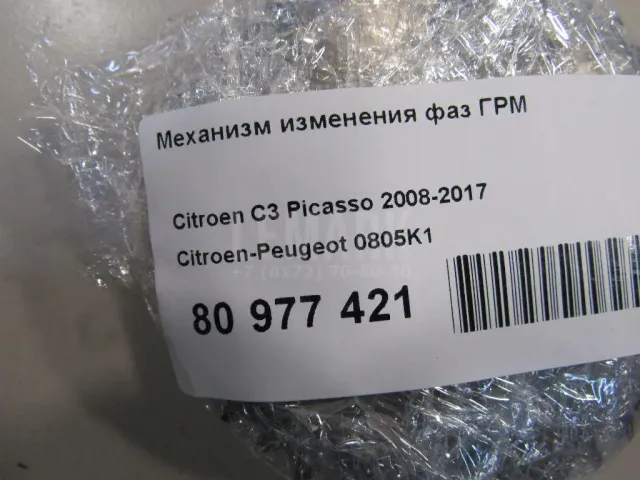 Механизм изменения фаз ГРМ
Citroen C3 Picasso 2008-2017
Citroen-Peugeot 0805K1
80 977 421